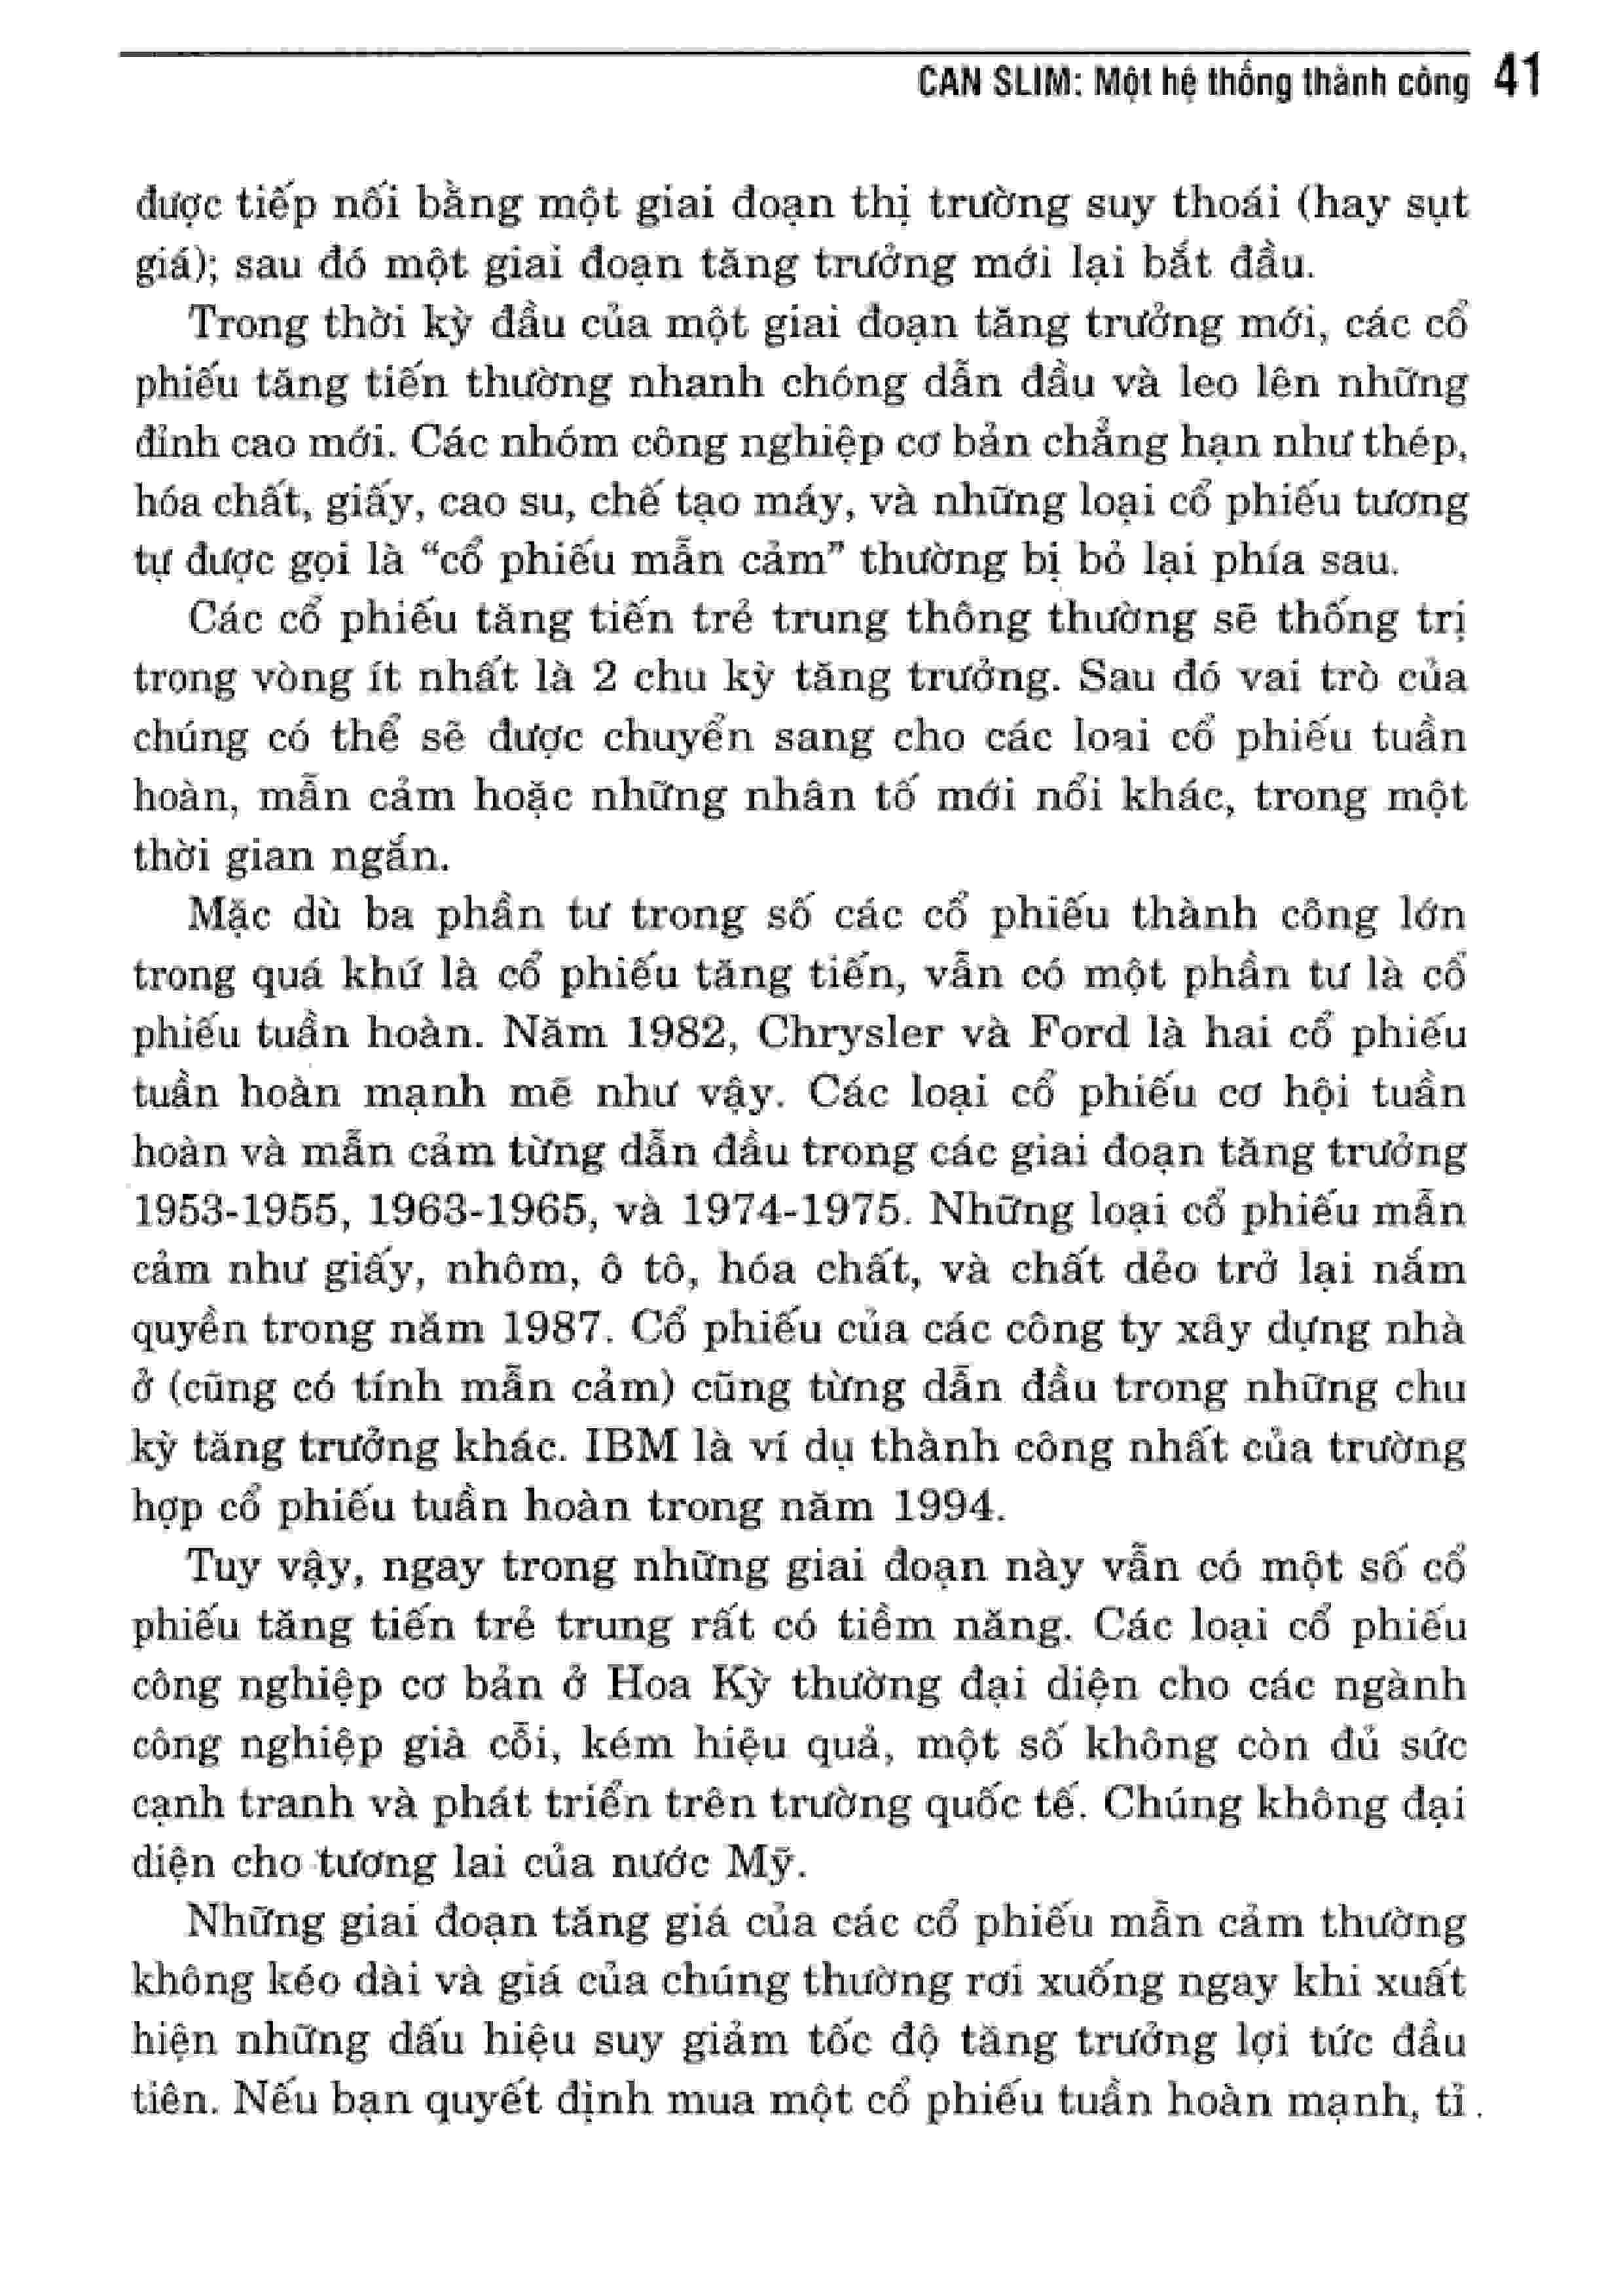 CAN SLIM: Một hệ thống thành công 41
được tiếp nối bằng một giai đoạn thị trường suy thoái (hay sụt
giá); sau đó một giai đoạn tăng trưởng mới lại bắt đầu.
Trong thời kỳ đầu của một giai đoạn tăng trưởng mới, các cổ
phiếu tăng tiến thường nhanh chóng dẫn đầu và leo lên những
đỉnh cao mới. Các nhóm công nghiệp cơ bản chẳng hạn như thép,
hóa chất, giấy, cao su, chế tạo máy, và những loại cổ phiếu tương
tự được gọi là “cổ phiếu mẫn cảm” thường bị bỏ lại phía sau.
Các cổ phiếu tăng tiến trẻ trung thông thường sẽ thống trị
trong vòng ít nhất là 2 chu kỳ tăng trưởng. Sau đó vai trò của
chúng có thể sẽ được chuyển sang cho các loại cổ phiếu tuần
hoàn, mẫn cảm hoặc những nhân tố mới nổi khác, trong một
thời gian ngắn.
Mặc dù ba phần tư trong số các cổ phiếu thành công lớn
trong quá khứ là cổ phiếu tăng tiến, vẫn có một phần tư là cổ
phiếu tuần hoàn. Năm 1982, Chrysler và Ford là hai cổ phiếu
tuần hoàn mạnh mẽ như vậy. Các loại cổ phiếu cơ hội tuần
hoàn và mẫn cảm từng dẫn đầu trong các giai đoạn tăng trưởng
1953-1955, 1963-1965, và 1974-1975. Những loại cổ phiếu mẫn
cảm như giấy, nhôm, ô tô, hóa chất, và chất dẻo trở lại nắm
quyền trong năm 1987. Cổ phiếu của các công ty xây dựng nhà
ở (cũng có tính mẫn cảm) cũng từng dẫn đầu trong những chu
kỳ tăng trưởng khác. IBM là ví dụ thành công nhất của trường
hợp cổ phiếu tuần hoàn trong năm 1994.
Tuy vậy, ngay trong những giai đoạn này vẫn có một số cổ
phiếu tăng tiến trẻ trung rất có tiềm năng. Các loại cổ phiếu
công nghiệp cơ bản ở Hoa Kỳ thường đại diện cho các ngành
công nghiệp già cỗi, kém hiệu quả, một số không còn đủ sức
cạnh tranh và phát triển trên trường quốc tế. Chúng không đại
diện cho tương lai của nước Mỹ.
Những giai đoạn tăng giá của các cổ phiếu mẫn cảm thường
không kéo dài và giá của chúng thường rơi xuống ngay khi xuất
hiện những dấu hiệu suy giảm tốc độ tăng trưởng lợi tức đầu
tiên. Nếu bạn quyết định mua một cổ phiếu tuần hoàn mạnh, tỉ